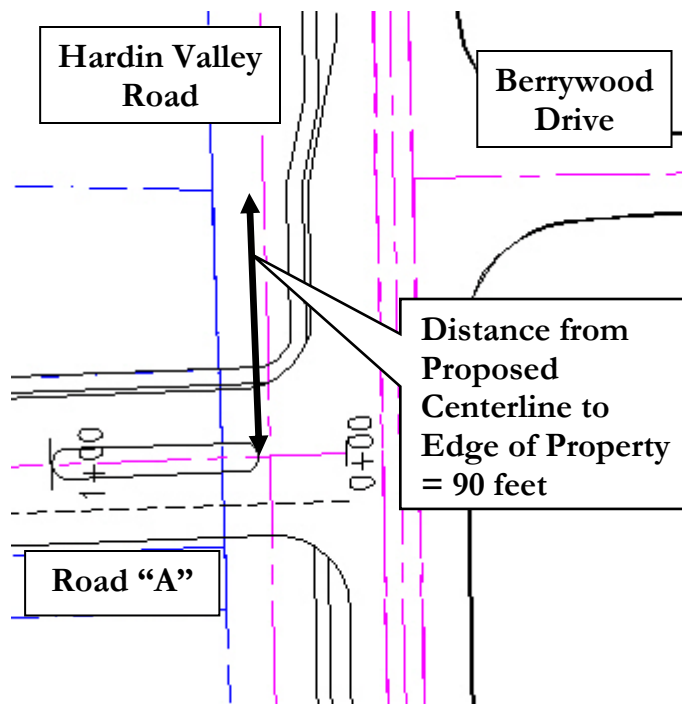 Hardin Valley
Road
Berrywood
Drive
Distance from
Proposed
Centerline to
Edge of Property
= 90 feet
1+00
0+00
Road “A”